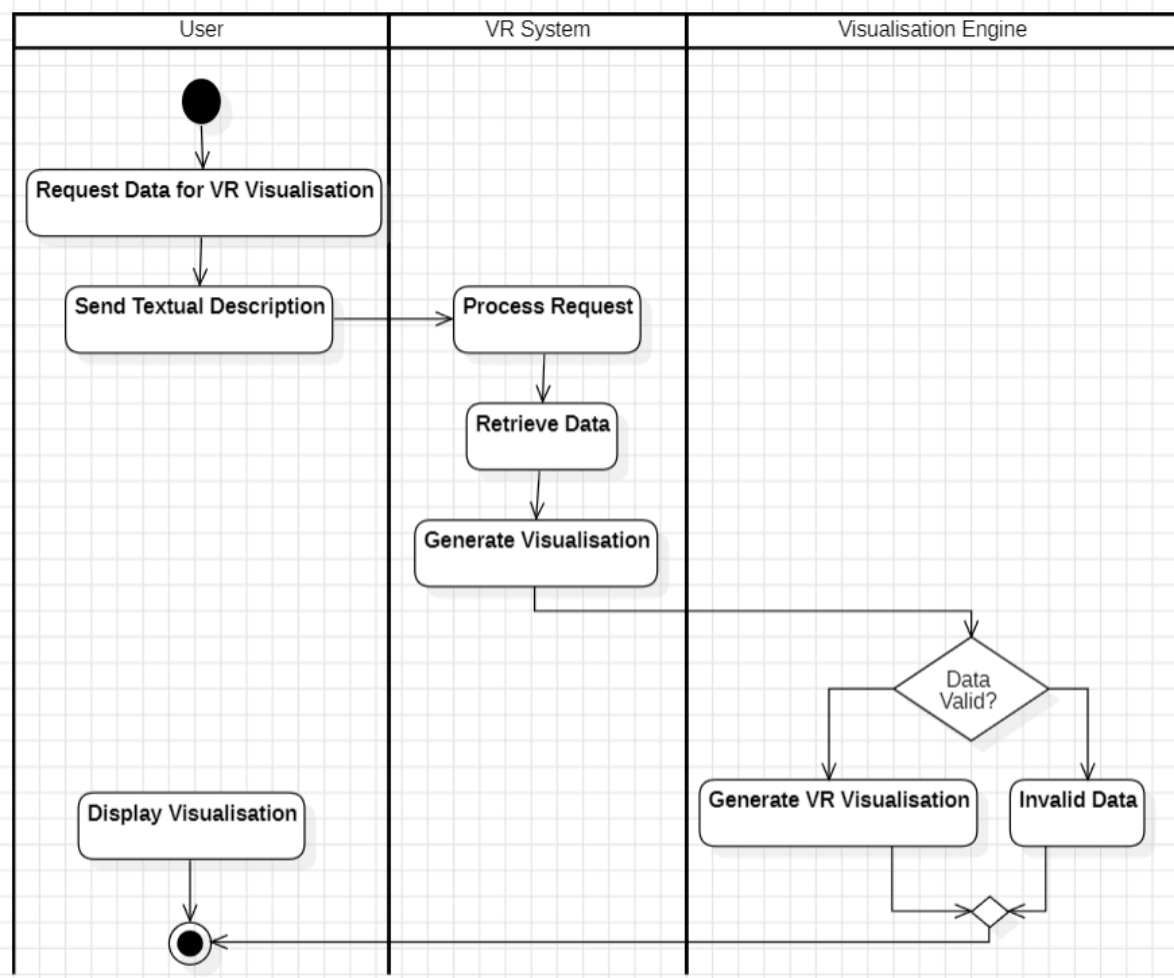 User
VR System
Visualisation Engine
Request Data for VR Visualisation
Send Textual Description
Process Request
Retrieve Data
Generate Visualisation
Data
Valid?
Generate VR Visualisation
Invalid Data
Display Visualisation